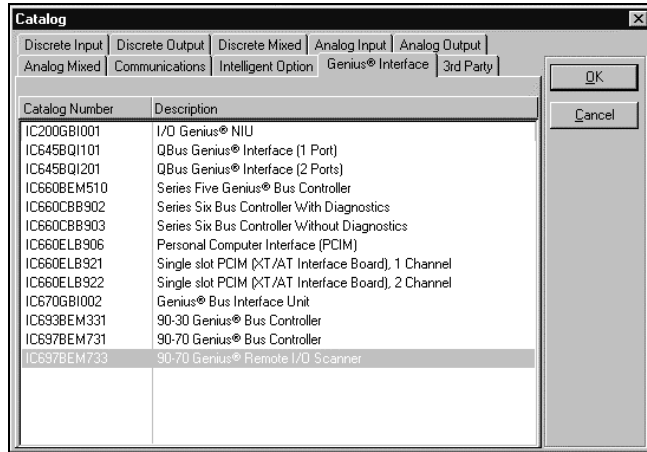 Catalog
Discrete Input Discrete Output Discrete Mixed Analog Input Analog Output
Analog Mixed Communications Intelligent Option Genius® Interface 3rd Party
OK
Cancel
Catalog Number Description
IC200GBI001 I/O Genius® NIU
IC645BQI101 QBus Genius® Interface (1 Port)
IC645BQI201 QBus Genius® Interface (2 Ports)
IC660BEM510 Series Five Genius® Bus Controller
IC660CBB902 Series Six Bus Controller With Diagnostics
IC660CBB903 Series Six Bus Controller Without Diagnostics
IC660ELB906 Personal Computer Interface (PCIM)
IC660ELB921 Single slot PCIM (XT/AT Interface Board), 1 Channel
IC660ELB922 Single slot PCIM (XT/AT Interface Board), 2 Channel
IC670GBI002 Genius® Bus Interface Unit
IC693BEM331 90-30 Genius® Bus Controller
IC697BEM731 90-70 Genius® Bus Controller
IC697BEM733 90-70 Genius® Remote I/O Scanner